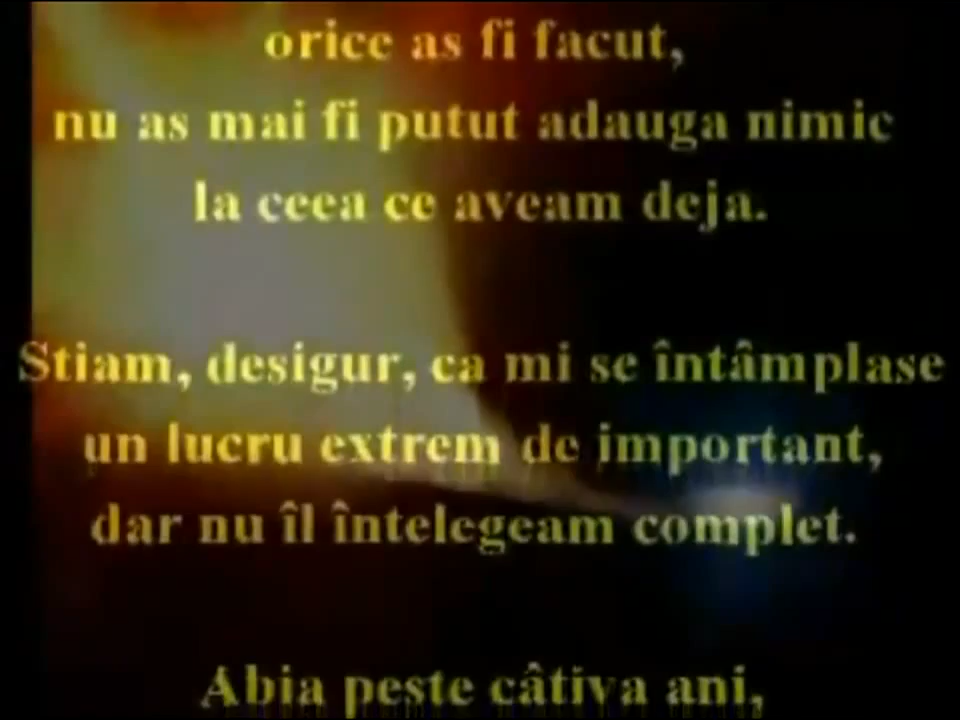 orice as fi facut,
nu as mai fi putut adauga nimic
la ceea ce aveam deja.
Stiam, desigur, ca mi se întâmplase
un lucru extrem de important,
dar nu îl întelegeam complet.
Abia peste câtiva ani,